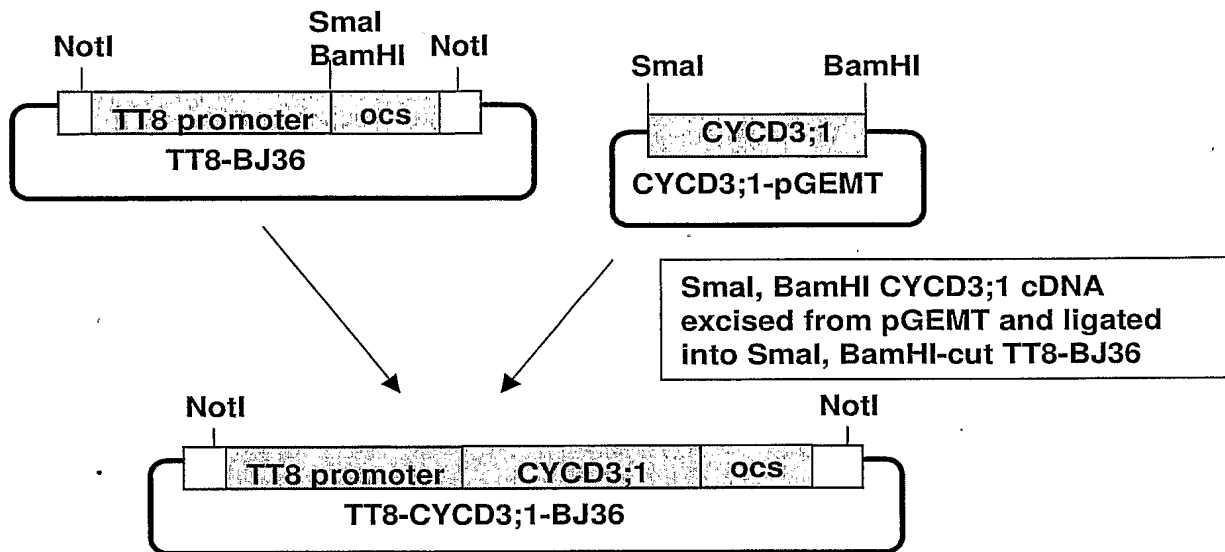 SmaI
NotI BamHI NotI
TT8 promoter ocs
TT8-BJ36
SmaI BamHI
CYCD3;1
CYCD3;1-pGEMT
SmaI, BamHI CYCD3;1 cDNA
excised from pGEMT and ligated
into SmaI, BamHI-cut TT8-BJ36
NotI NotI
TT8 promoter CYCD3;1 ocs
TT8-CYCD3;1-BJ36